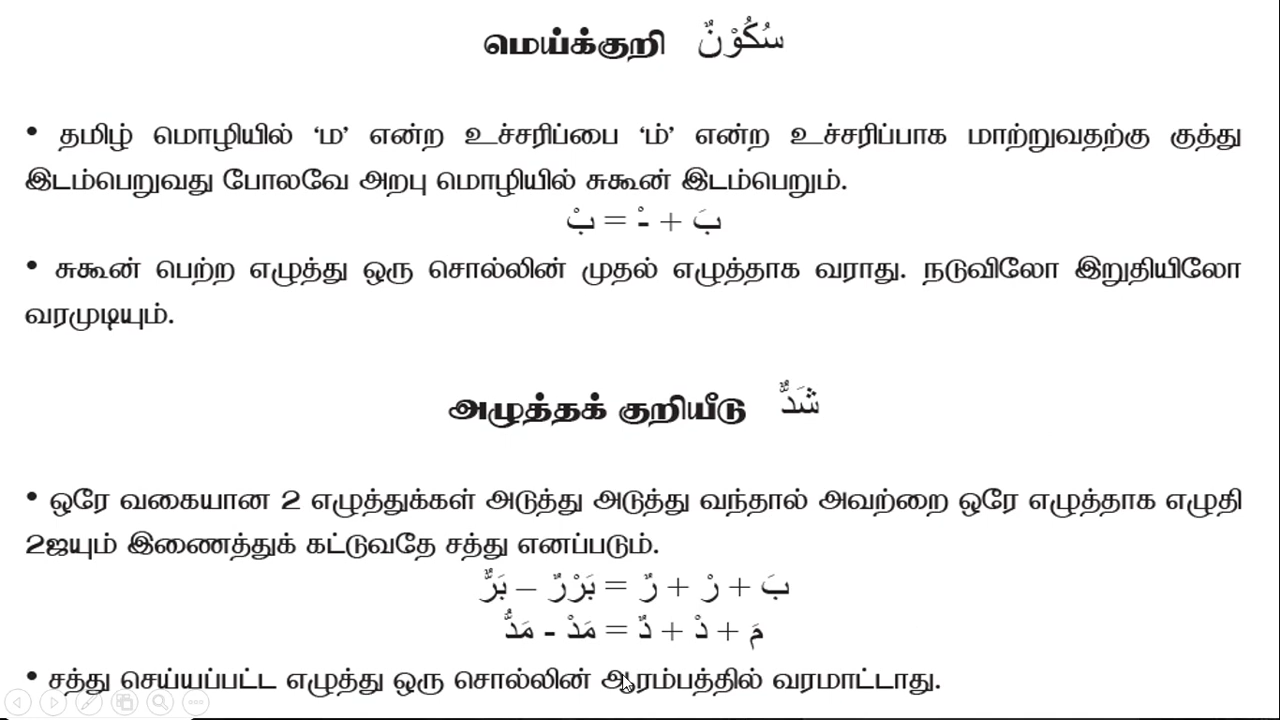 மெய்க்குறி سُكُوْنٌ
• தமிழ் மொழியில் ‘ம’ என்ற உச்சரிப்பை ‘ம்’ என்ற உச்சரிப்பாக மாற்றுவதற்கு குத்து
இடம்பெறுவது போலவே அறபு மொழியில் சுகூன் இடம்பெறும்.
بَ + ـْ = بْ
• சுகூன் பெற்ற எழுத்து ஒரு சொல்லின் முதல் எழுத்தாக வராது. நடுவிலோ இறுதியிலோ
வரமுடியும்.
அழுத்தக் குறியீடு شَدٌّ
• ஒரே வகையான 2 எழுத்துக்கள் அடுத்து அடுத்து வந்தால் அவற்றை ஒரே எழுத்தாக எழுதி
2ஐயும் இணைத்துக் கட்டுவதே சத்து எனப்படும்.
بَ + رْ + رٌ = بَرْرٌ – بَرٌّ
مَ + دْ + دٌ = مَدْ - مَدٌّ
• சத்து செய்யப்பட்ட எழுத்து ஒரு சொல்லின் ஆரம்பத்தில் வரமாட்டாது.